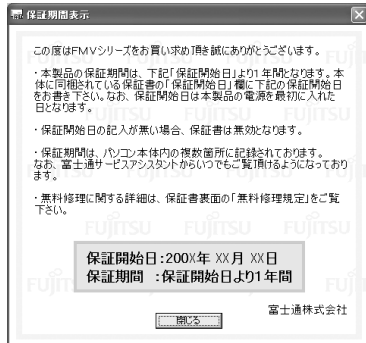 保証期間表示
この度はFMVシリーズをお買い求め頂き誠にありがとうございます。
・本製品の保証期間は、下記「保証開始日」より1年間となります。本
体に同梱されている保証書の「保証開始日」欄に下記の保証開始日
をお書き下さい。なお、保証開始日は本製品の電源を最初に入れた
日となります。
・保証開始日の記入が無い場合、保証書は無効となります。
・保証期間は、パソコン本体内の複数箇所に記録されております。
なお、富士通サービスアシスタントからいつでもご覧頂けるようになっており
ます。
・無料修理に関する詳細は、保証書裏面の「無料修理規定」をご覧
下さい。
保証開始日:200X年 XX月 XX日
保証期間 :保証開始日より1年間
富士通株式会社
閉じる